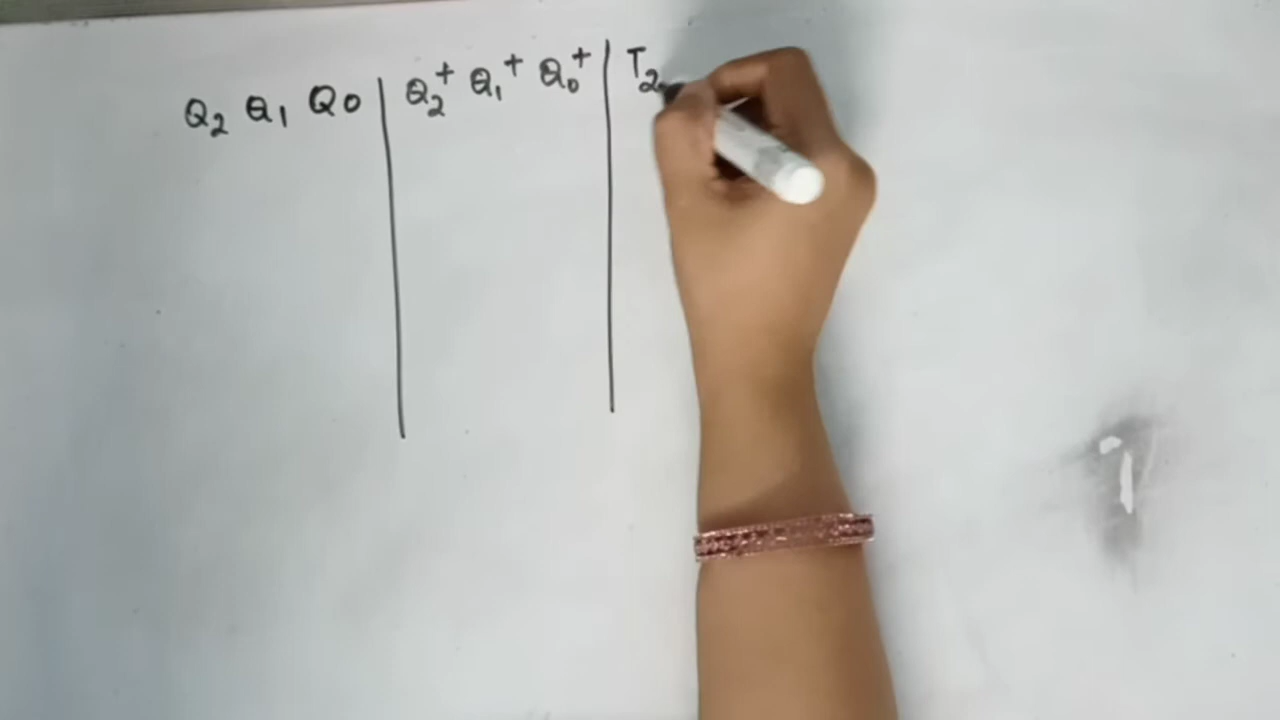 Q₂ Q₁ Q0 | Q₂⁺ Q₁⁺ Q₀⁺ | T₂